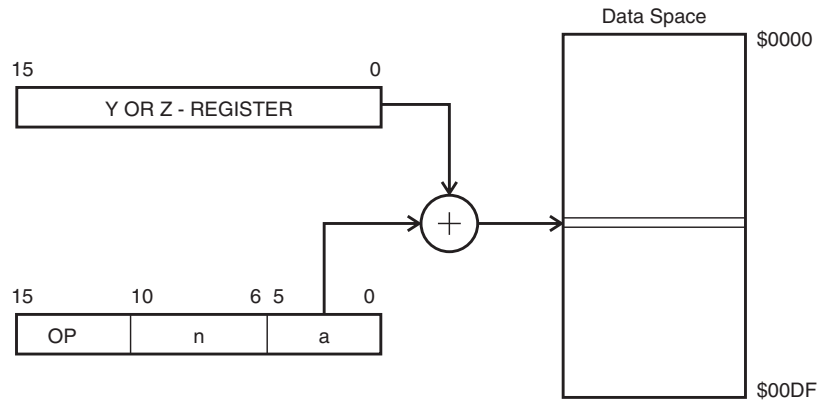 Data Space
$0000
15 0
Y OR Z - REGISTER
15 10 6 5 0
OP n a
$00DF